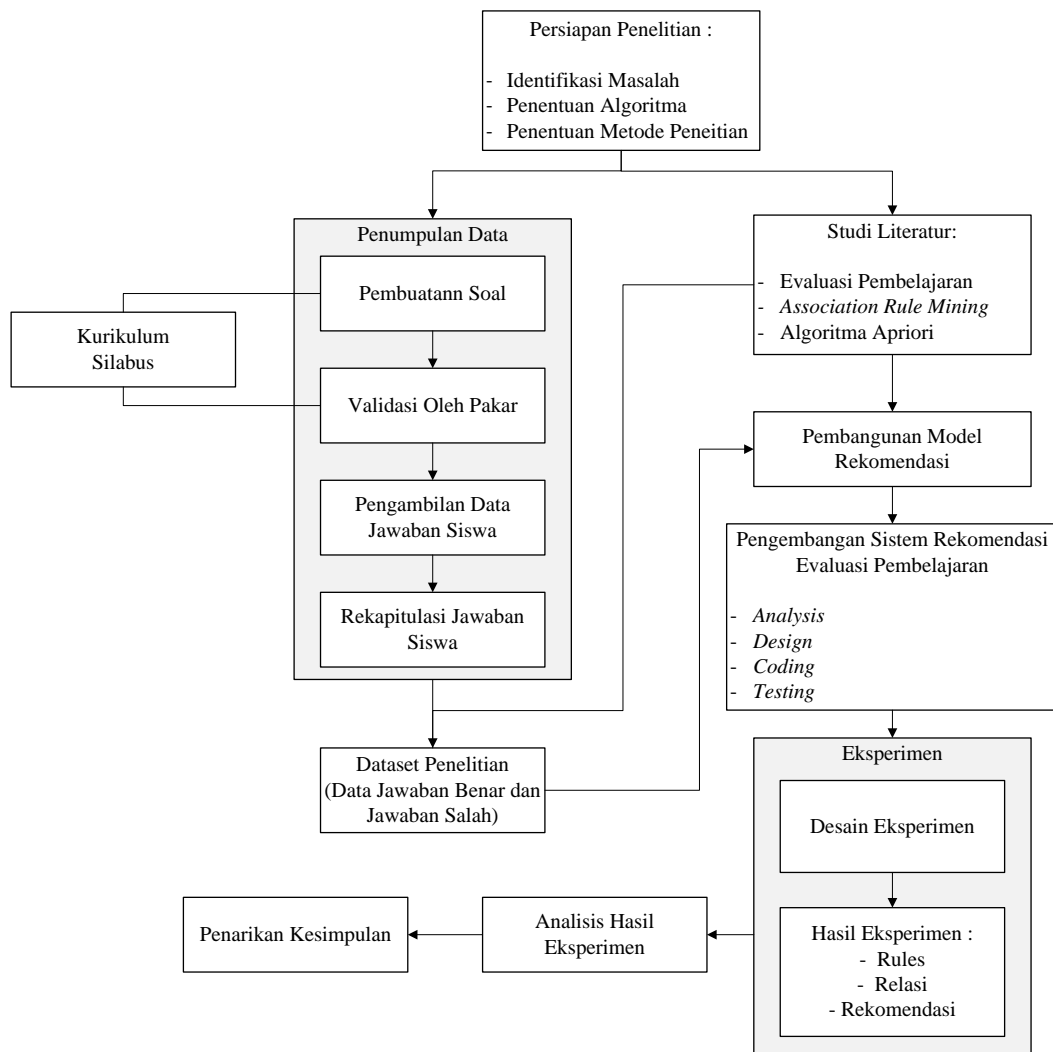 Persiapan Penelitian :
- Identifikasi Masalah
- Penentuan Algoritma
- Penentuan Metode Peneitian
Penumpulan Data
Pembuatann Soal
Kurikulum
Silabus
Validasi Oleh Pakar
Pengambilan Data
Jawaban Siswa
Rekapitulasi Jawaban
Siswa
Dataset Penelitian
(Data Jawaban Benar dan
Jawaban Salah)
Studi Literatur:
- Evaluasi Pembelajaran
- Association Rule Mining
- Algoritma Apriori
Pembangunan Model
Rekomendasi
Pengembangan Sistem Rekomendasi
Evaluasi Pembelajaran
- Analysis
- Design
- Coding
- Testing
Eksperimen
Desain Eksperimen
Hasil Eksperimen :
- Rules
- Relasi
- Rekomendasi
Analisis Hasil
Eksperimen
Penarikan Kesimpulan